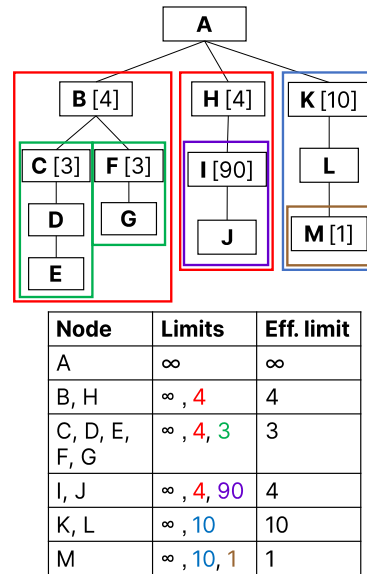 A
B [4] H [4] K [10]
C [3] F [3] I [90] L
D G J M [1]
E
Node Limits Eff. limit
A ∞ ∞
B, H ∞ , 4 4
C, D, E, ∞ , 4, 3 3
F, G
I, J ∞ , 4, 90 4
K, L ∞ , 10 10
M ∞ , 10, 1 1